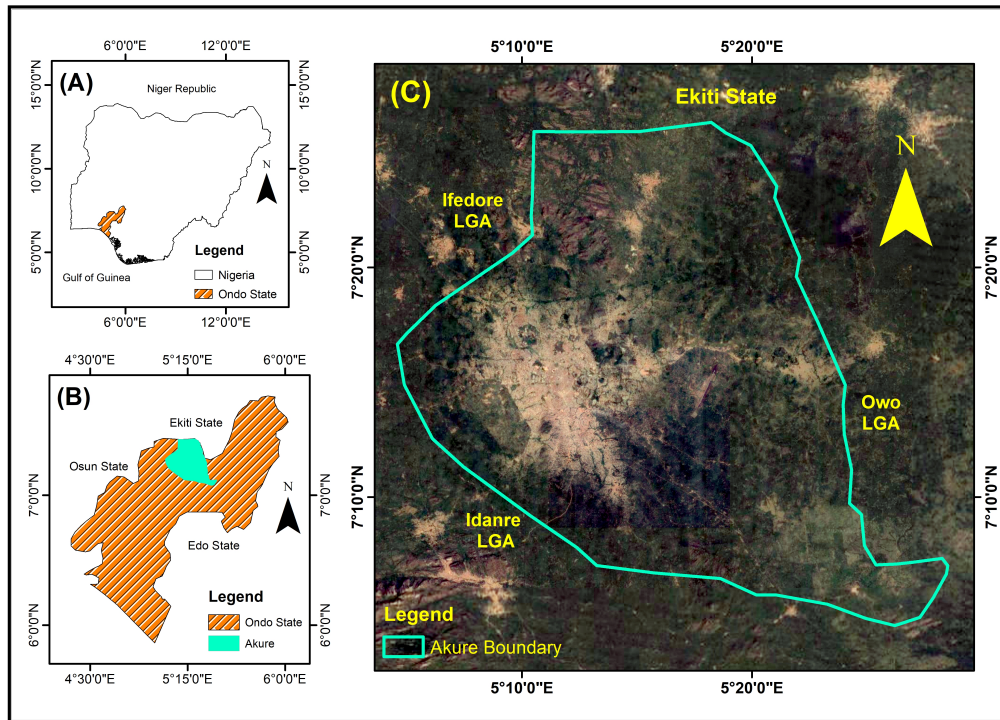 6°0'0"E
12°0'0"E
(A)
Niger Republic
15°0'0"N
15°0'0"N
10°0'0"N
10°0'0"N
5°0'0"N
5°0'0"N
N
Legend
Nigeria
Ondo State
Gulf of Guinea
6°0'0"E
12°0'0"E
4°30'0"E
5°15'0"E
6°0'0"E
(B)
Ekiti State
Osun State
Edo State
N
7°0'0"N
7°0'0"N
6°0'0"N
6°0'0"N
Legend
Ondo State
Akure
4°30'0"E
5°15'0"E
6°0'0"E
5°10'0"E
5°20'0"E
(C)
Ekiti State
N
Ifedore
LGA
7°20'0"N
7°20'0"N
Owo
LGA
7°10'0"N
7°10'0"N
Idanre
LGA
Legend
Akure Boundary
5°10'0"E
5°20'0"E